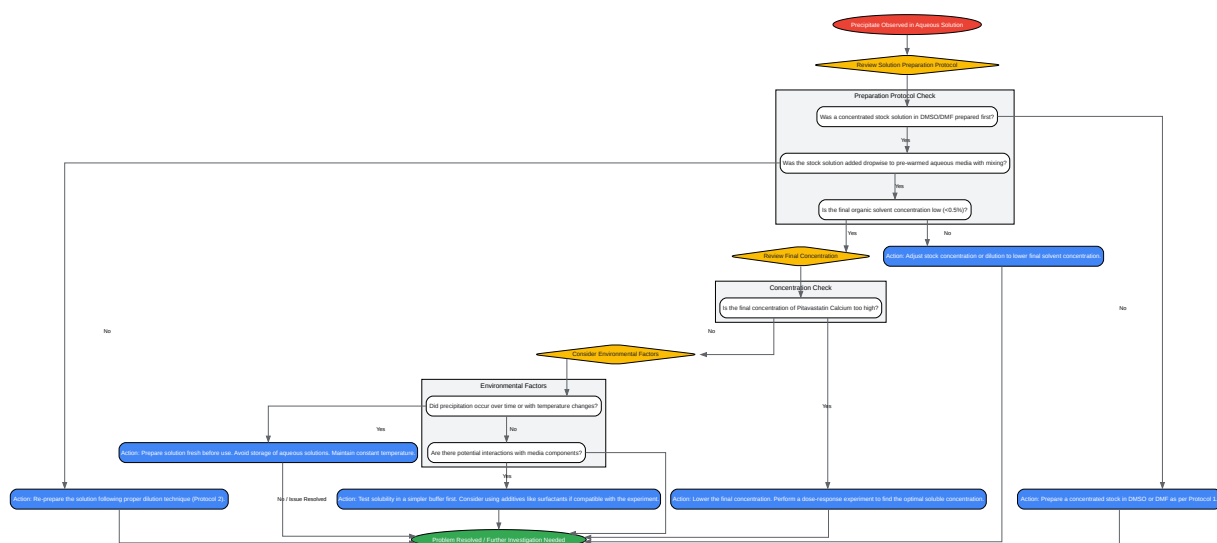 Precipitate Observed in Aqueous Solution
Review Solution Preparation Protocol
Preparation Protocol Check
Was a concentrated stock solution in DMSO/DMF prepared first?
Yes
Was the stock solution added dropwise to pre-warmed aqueous media with mixing?
Yes
Is the final organic solvent concentration low (<0.5%)?
Yes
No
Review Final Concentration
Action: Adjust stock concentration or dilution to lower final solvent concentration.
Concentration Check
Is the final concentration of Pitavastatin Calcium too high?
No
No
No
Consider Environmental Factors
Environmental Factors
Did precipitation occur over time or with temperature changes?
Yes
Yes
No
Action: Prepare solution fresh before use. Avoid storage of aqueous solutions. Maintain constant temperature.
Are there potential interactions with media components?
Yes
Action: Re-prepare the solution following proper dilution technique (Protocol 2).
No / Issue Resolved
Action: Test solubility in a simpler buffer first. Consider using additives like surfactants if compatible with the experiment.
Action: Lower the final concentration. Perform a dose-response experiment to find the optimal soluble concentration.
Action: Prepare a concentrated stock in DMSO or DMF as per Protocol 1.
Problem Resolved / Further Investigation Needed